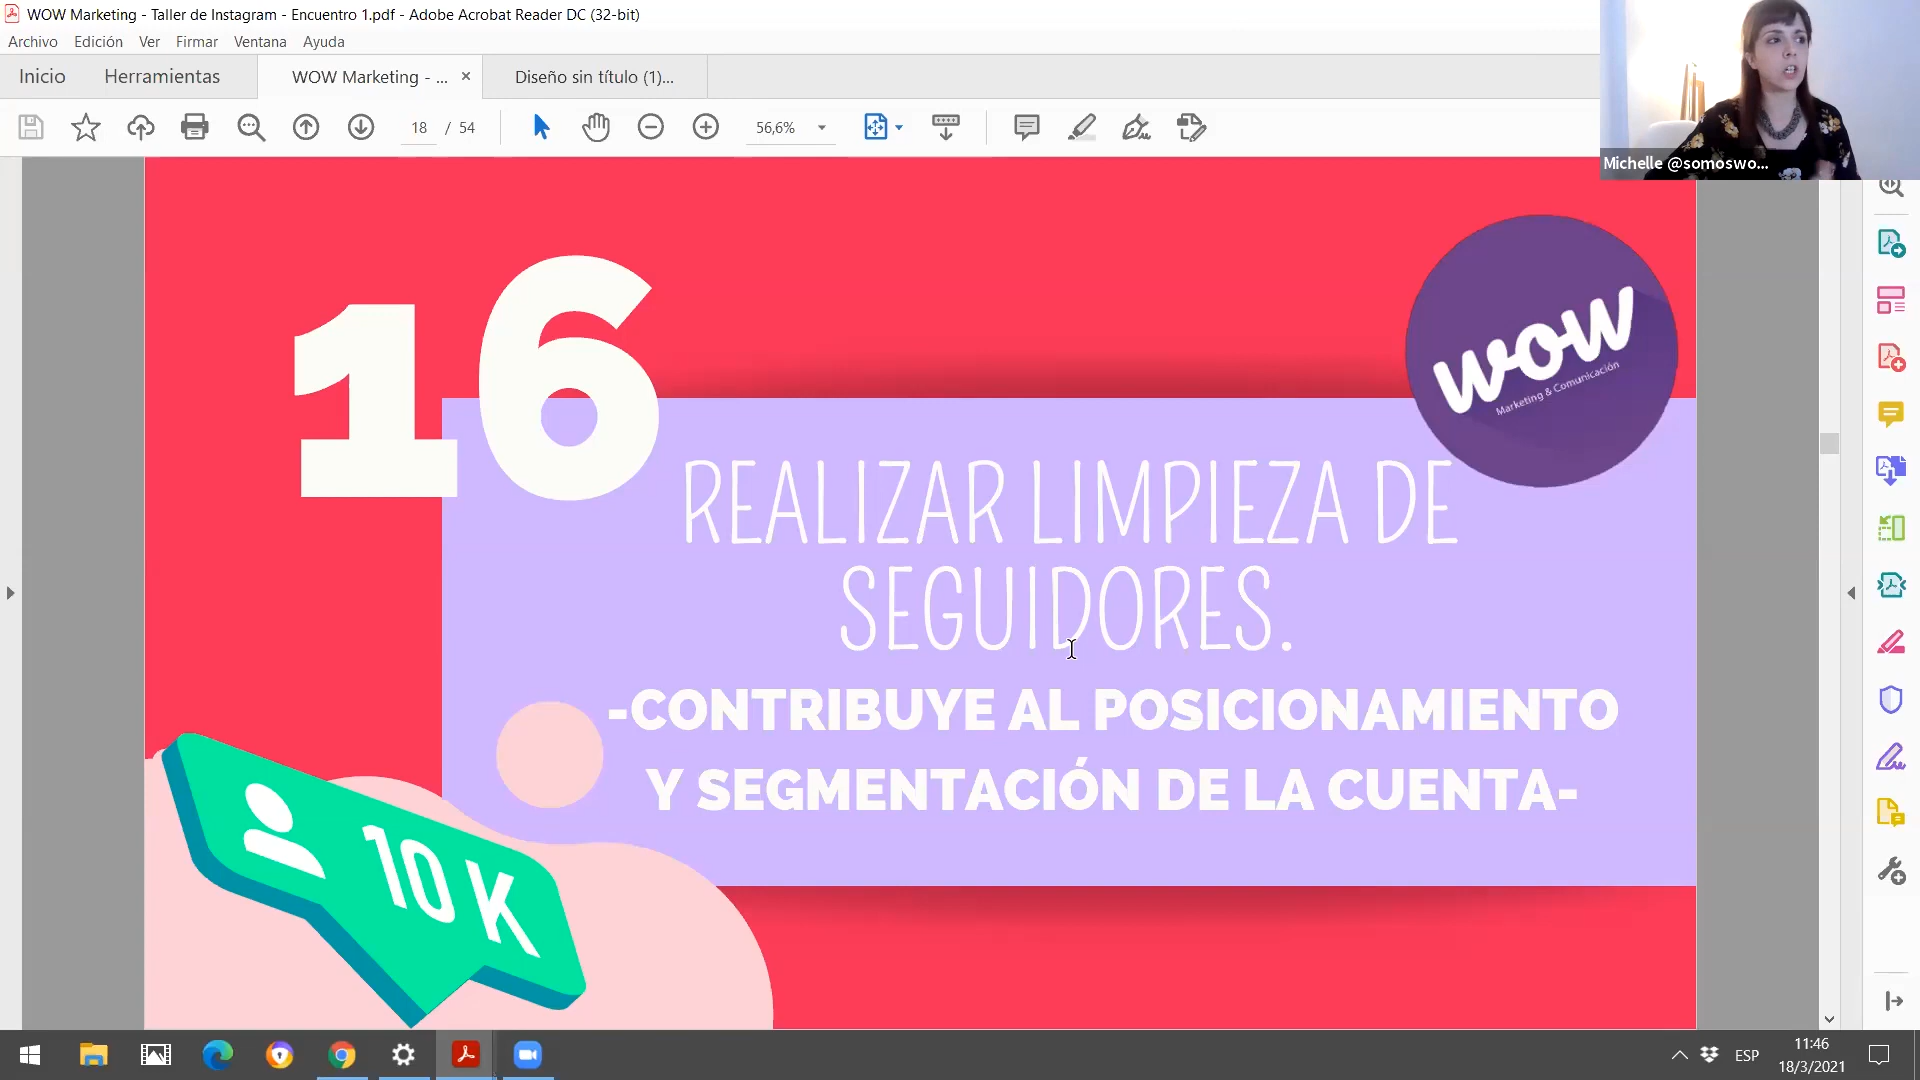 WOW Marketing - Taller de Instagram - Encuentro 1.pdf - Adobe Acrobat Reader DC (32-bit)
Archivo Edición Ver Firmar Ventana Ayuda
Inicio Herramientas WOW Marketing - ... × Diseño sin título (1)...
18 / 54 56,6%
Michelle @somoswo...
16
wow
Marketing & Comunicación
REALIZAR LIMPIEZA DE
SEGUIDORES.
-CONTRIBUYE AL POSICIONAMIENTO
Y SEGMENTACIÓN DE LA CUENTA-
10 K
ESP
11:46
18/3/2021